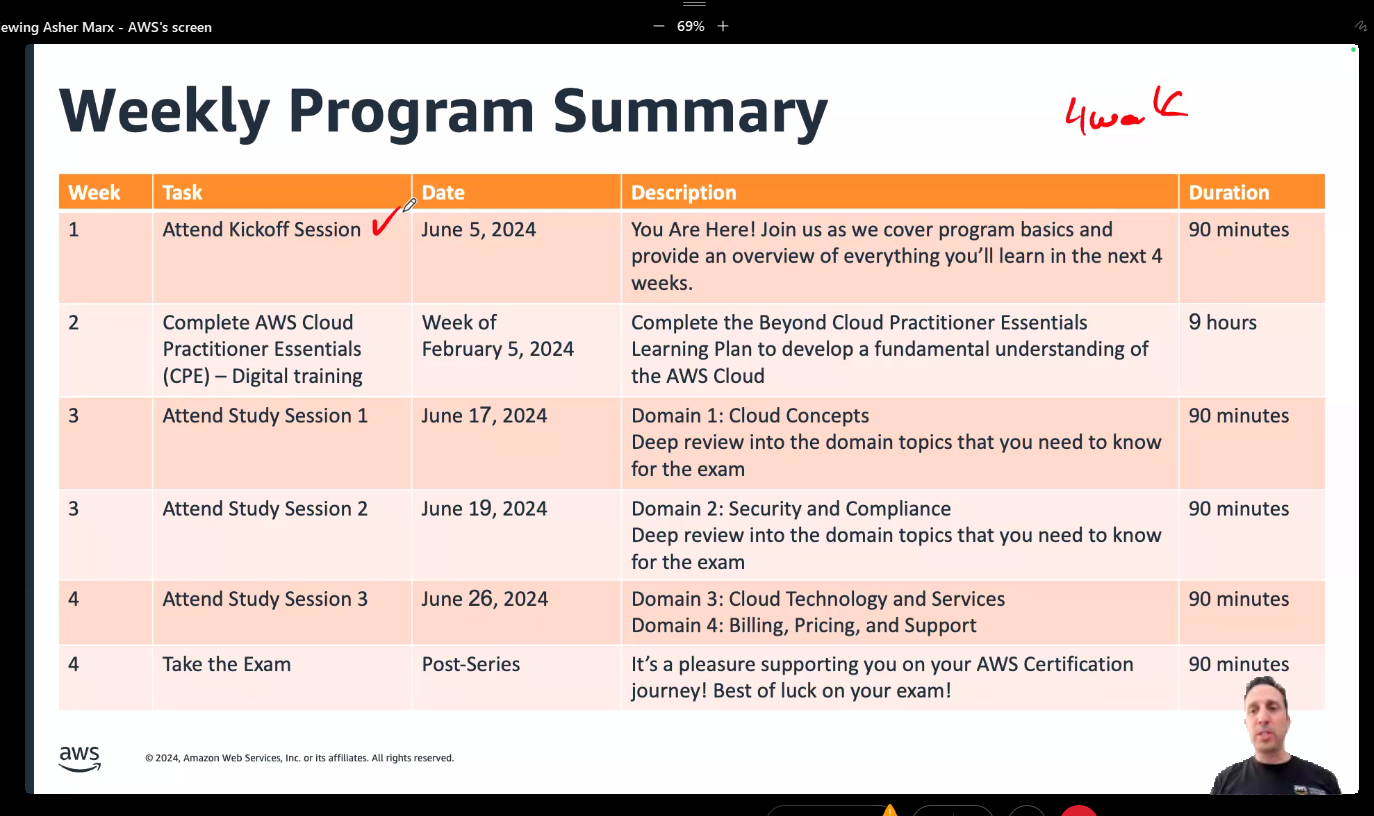 ewing Asher Marx - AWS's screen
− 69% +
Weekly Program Summary
Week Task Date Description Duration
1 Attend Kickoff Session June 5, 2024 You Are Here! Join us as we cover program basics and 90 minutes
provide an overview of everything you’ll learn in the next 4
weeks.
2 Complete AWS Cloud Week of Complete the Beyond Cloud Practitioner Essentials 9 hours
Practitioner Essentials February 5, 2024 Learning Plan to develop a fundamental understanding of
(CPE) – Digital training the AWS Cloud
3 Attend Study Session 1 June 17, 2024 Domain 1: Cloud Concepts 90 minutes
Deep review into the domain topics that you need to know
for the exam
3 Attend Study Session 2 June 19, 2024 Domain 2: Security and Compliance 90 minutes
Deep review into the domain topics that you need to know
for the exam
4 Attend Study Session 3 June 26, 2024 Domain 3: Cloud Technology and Services 90 minutes
Domain 4: Billing, Pricing, and Support
4 Take the Exam Post-Series It’s a pleasure supporting you on your AWS Certification 90 minutes
journey! Best of luck on your exam!
aws © 2024, Amazon Web Services, Inc. or its affiliates. All rights reserved.